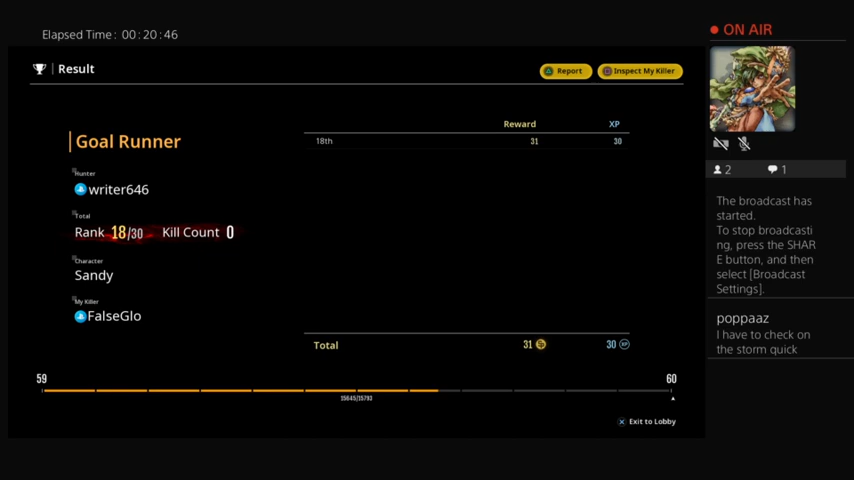 Elapsed Time : 00:20:46
ON AIR
Result
Report
Inspect My Killer
Goal Runner
Reward XP
18th 31 30
Hunter
writer646
Total
Rank 18/30 Kill Count 0
Character
Sandy
My Killer
FalseGlo
Total 31 30 XP
59 60
Exit to Lobby
2 1
The broadcast has
started.
To stop broadcasti
ng, press the SHAR
E button, and then
select [Broadcast
Settings].
poppaaz
I have to check on
the storm quick